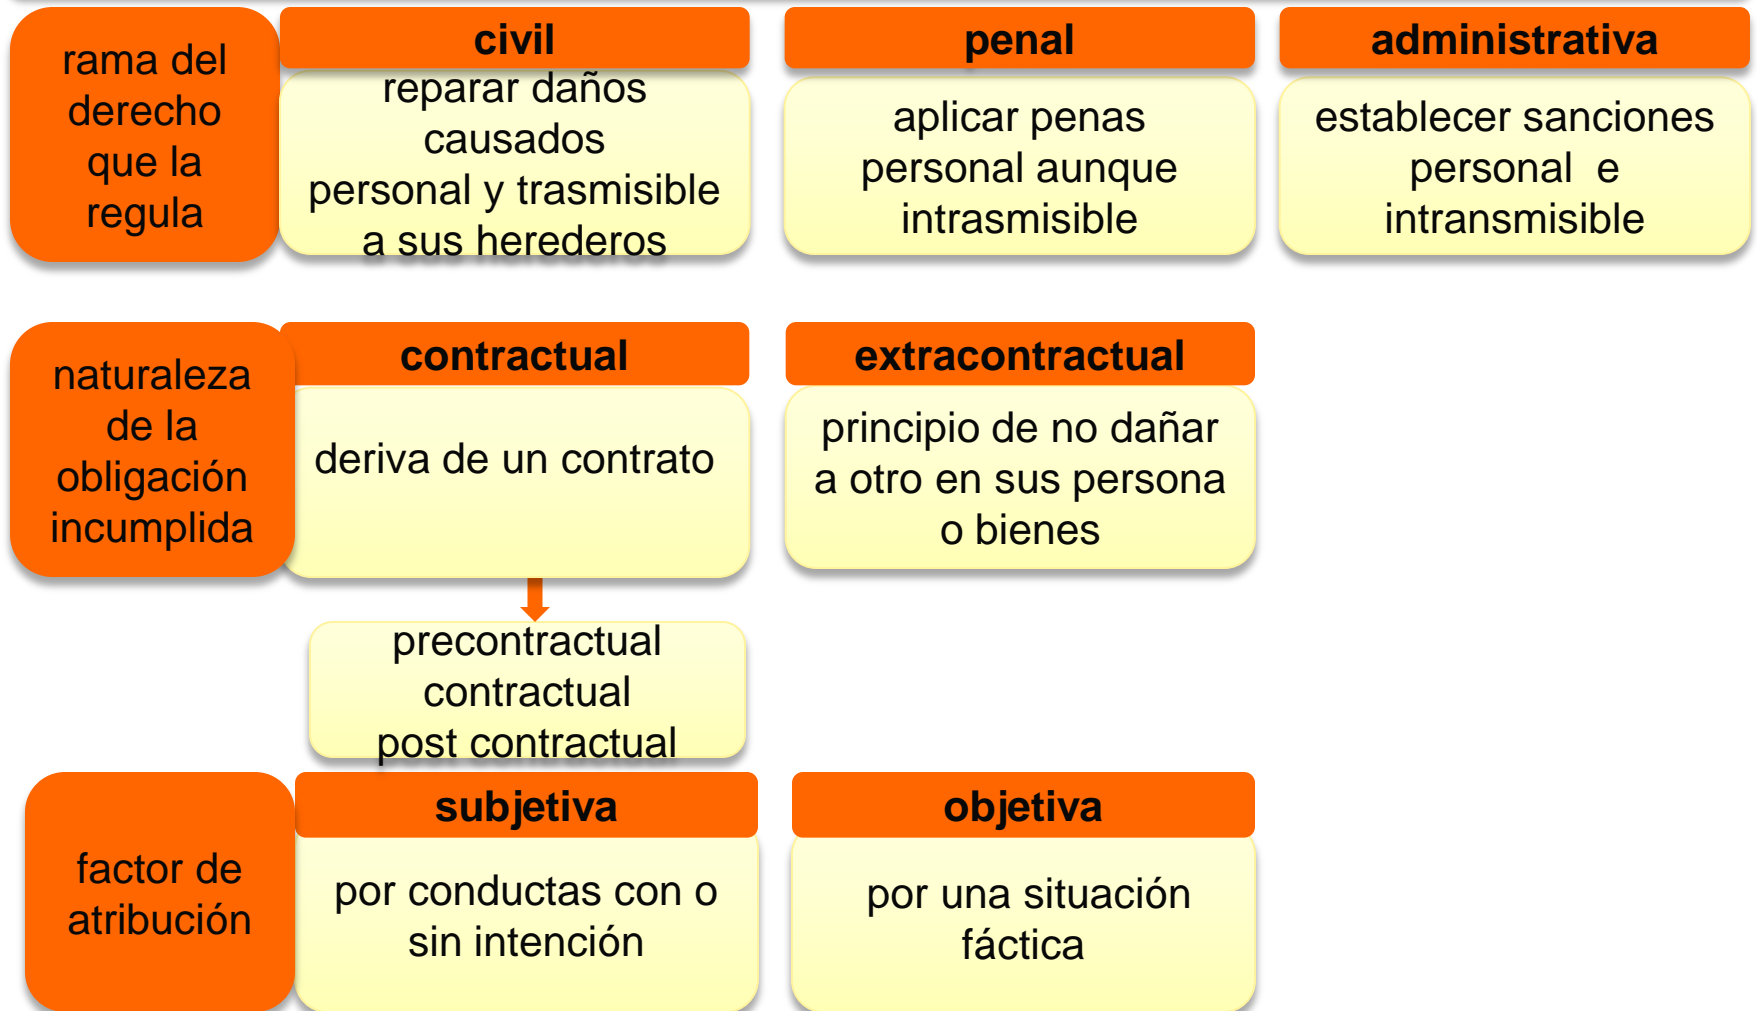 rama del
derecho
que la
regula
civil
reparar daños
causados
personal y trasmisible
a sus herederos
penal
aplicar penas
personal aunque
intrasmisible
administrativa
establecer sanciones
personal e
intransmisible
naturaleza
de la
obligación
incumplida
contractual
deriva de un contrato
extracontractual
principio de no dañar
a otro en sus persona
o bienes
precontractual
contractual
post contractual
factor de
atribución
subjetiva
por conductas con o
sin intención
objetiva
por una situación
fáctica